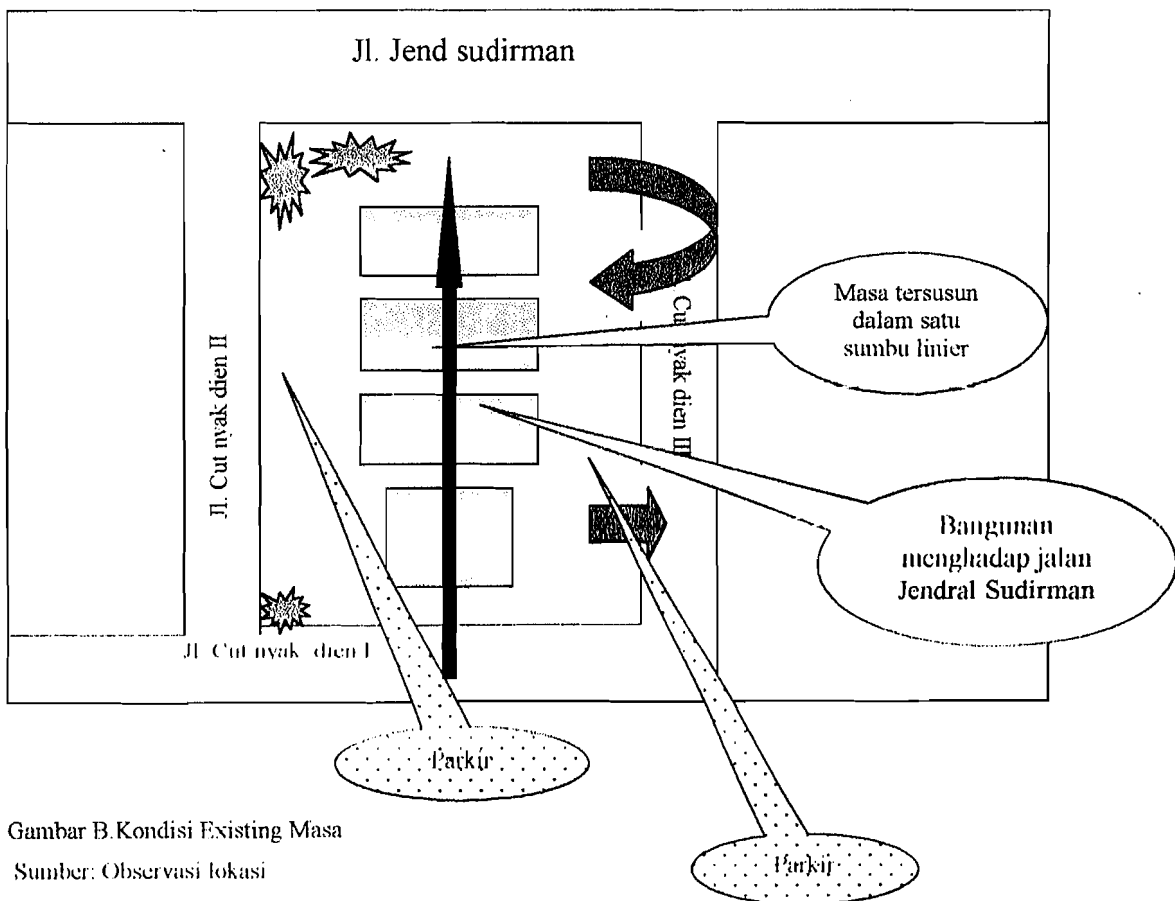 Jl. Jend sudirman
Jl. Cut nyak dien II
Cut nyak dien III
Masa tersusun
dalam satu
sumbu linier
Bangunan
menghadap jalan
Jendral Sudirman
Jl. Cut nyak dien I
Parkir
Parkir
Gambar B.Kondisi Existing Masa
Sumber: Observasi lokasi